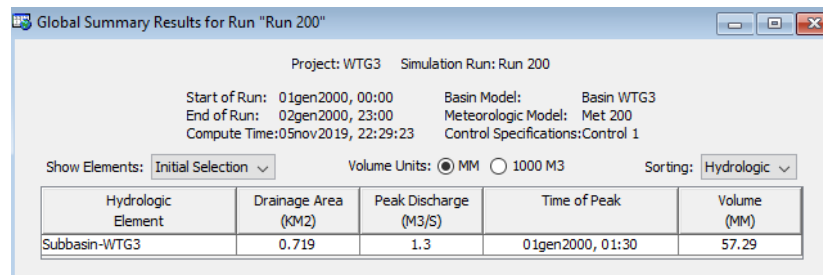 Global Summary Results for Run "Run 200"
Project: WTG3 Simulation Run: Run 200
Start of Run: 01gen2000, 00:00 Basin Model: Basin WTG3
End of Run: 02gen2000, 23:00 Meteorologic Model: Met 200
Compute Time:05nov2019, 22:29:23 Control Specifications:Control 1
Show Elements: Initial Selection Volume Units: MM 1000 M3 Sorting: Hydrologic
Hydrologic Drainage Area Peak Discharge Time of Peak Volume
Element (KM2) (M3/S) (MM)
Subbasin-WTG3 0.719 1.3 01gen2000, 01:30 57.29